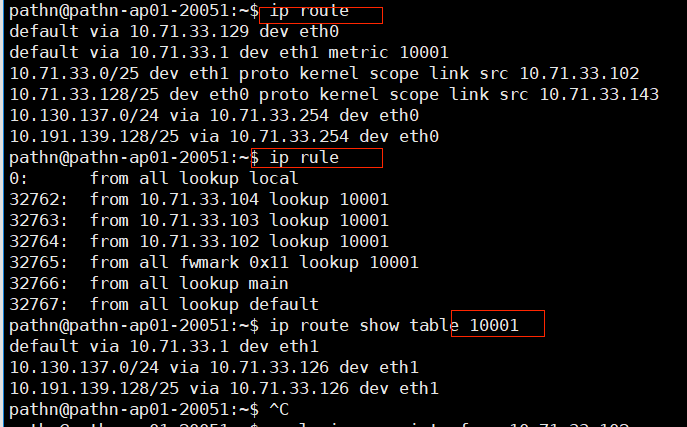 pathn@pathn-ap01-20051:~$ ip route
default via 10.71.33.129 dev eth0
default via 10.71.33.1 dev eth1 metric 10001
10.71.33.0/25 dev eth1 proto kernel scope link src 10.71.33.102
10.71.33.128/25 dev eth0 proto kernel scope link src 10.71.33.143
10.130.137.0/24 via 10.71.33.254 dev eth0
10.191.139.128/25 via 10.71.33.254 dev eth0
pathn@pathn-ap01-20051:~$ ip rule
0: from all lookup local
32762: from 10.71.33.104 lookup 10001
32763: from 10.71.33.103 lookup 10001
32764: from 10.71.33.102 lookup 10001
32765: from all fwmark 0x11 lookup 10001
32766: from all lookup main
32767: from all lookup default
pathn@pathn-ap01-20051:~$ ip route show table 10001
default via 10.71.33.1 dev eth1
10.130.137.0/24 via 10.71.33.126 dev eth1
10.191.139.128/25 via 10.71.33.126 dev eth1
pathn@pathn-ap01-20051:~$ ^C